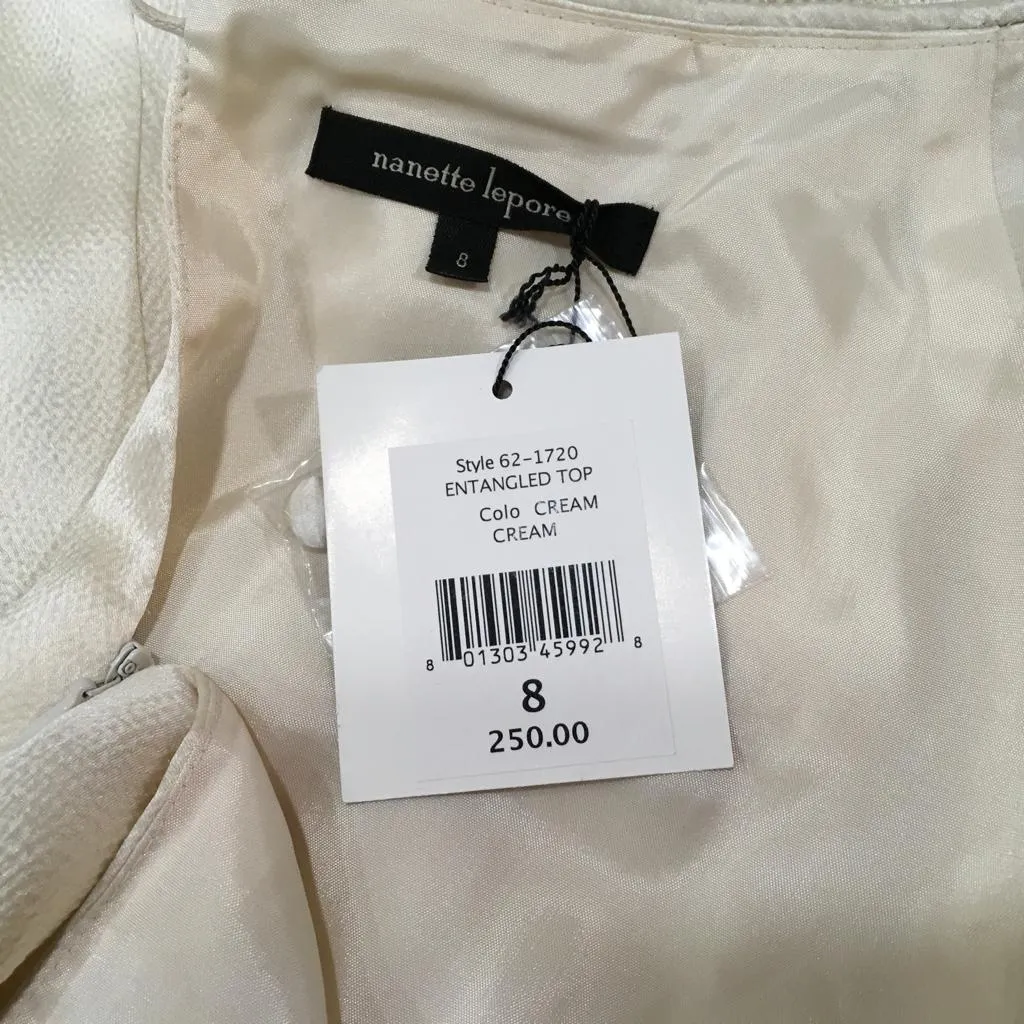 nanette lepore
8
Style 62-1720
ENTANGLED TOP
Colo CREAM
CREAM
8 01303 45992 8
8
250.00